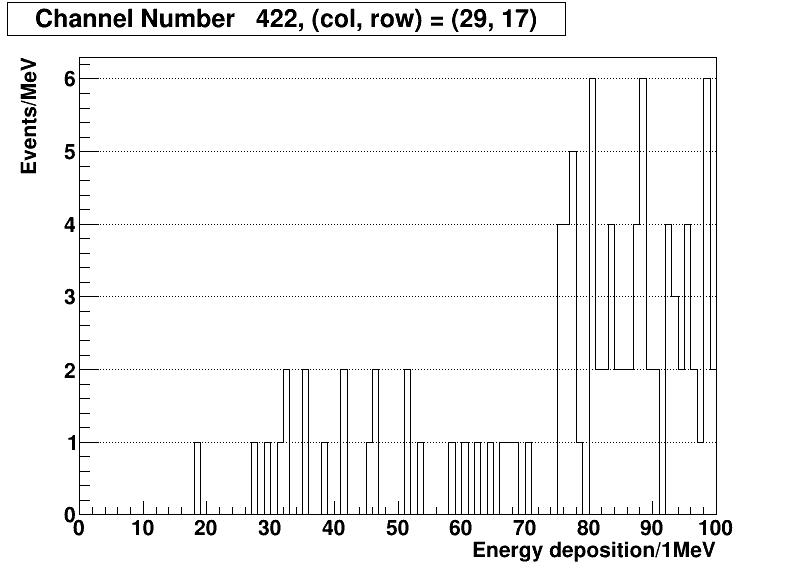 Channel Number 422, (col, row) = (29, 17)
Events/MeV
6
5
4
3
2
1
0
0 10 20 30 40 50 60 70 80 90 100
Energy deposition/1MeV